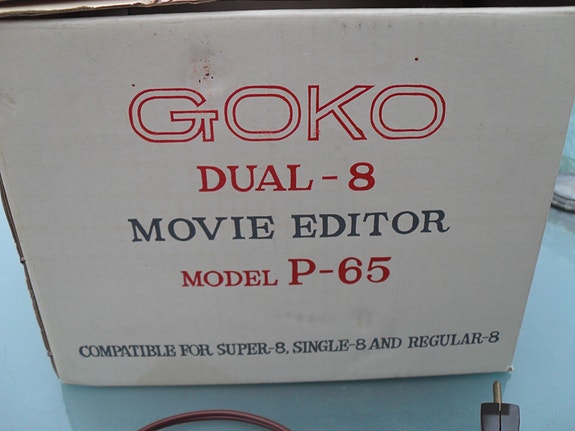 GOKO
DUAL-8
MOVIE EDITOR
MODEL P-65
COMPATIBLE FOR SUPER-8, SINGLE-8 AND REGULAR-8